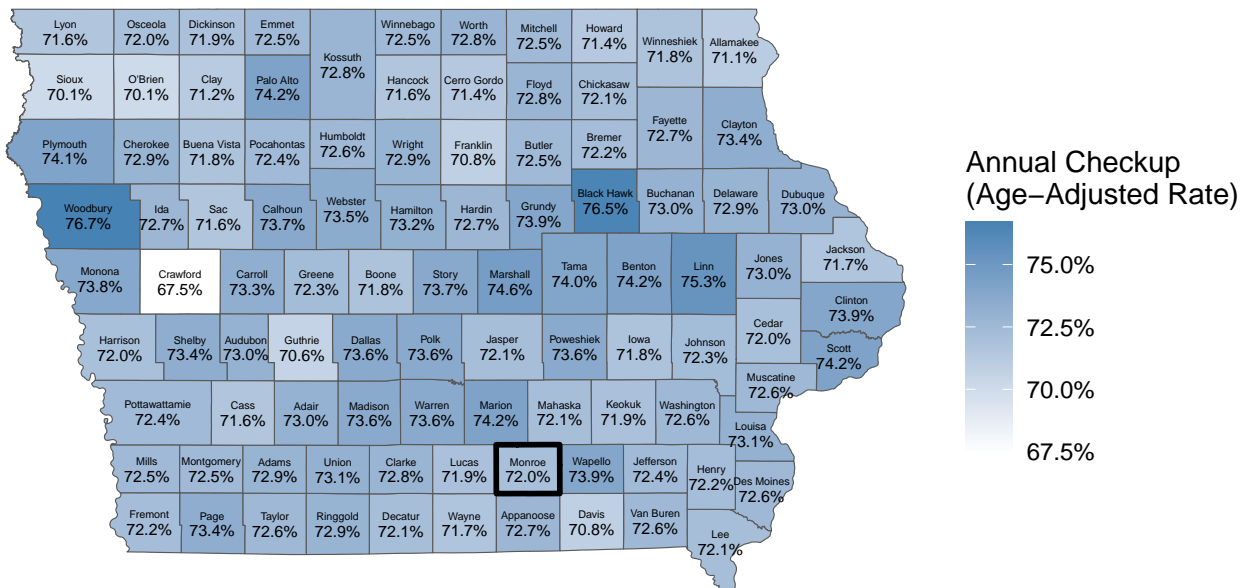 Lyon
71.6%
Osceola
72.0%
Dickinson
71.9%
Emmet
72.5%
Kossuth
72.8%
Winnebago
72.5%
Worth
72.8%
Mitchell
72.5%
Howard
71.4%
Winneshiek
71.8%
Allamakee
71.1%
Sioux
70.1%
O'Brien
70.1%
Clay
71.2%
Palo Alto
74.2%
Hancock
71.6%
Cerro Gordo
71.4%
Floyd
72.8%
Chickasaw
72.1%
Fayette
72.7%
Clayton
73.4%
Plymouth
74.1%
Cherokee
72.9%
Buena Vista
71.8%
Pocahontas
72.4%
Humboldt
72.6%
Wright
72.9%
Franklin
70.8%
Butler
72.5%
Bremer
72.2%
Woodbury
76.7%
Ida
72.7%
Sac
71.6%
Calhoun
73.7%
Webster
73.5%
Hamilton
73.2%
Hardin
72.7%
Grundy
73.9%
Black Hawk
76.5%
Buchanan
73.0%
Delaware
72.9%
Dubuque
73.0%
Monona
73.8%
Crawford
67.5%
Carroll
73.3%
Greene
72.3%
Boone
71.8%
Story
73.7%
Marshall
74.6%
Tama
74.0%
Benton
74.2%
Linn
75.3%
Jones
73.0%
Jackson
71.7%
Clinton
73.9%
Harrison
72.0%
Shelby
73.4%
Audubon
73.0%
Guthrie
70.6%
Dallas
73.6%
Polk
73.6%
Jasper
72.1%
Poweshiek
73.6%
Iowa
71.8%
Johnson
72.3%
Cedar
72.0%
Scott
74.2%
Muscatine
72.6%
Pottawattamie
72.4%
Cass
71.6%
Adair
73.0%
Madison
73.6%
Warren
73.6%
Marion
74.2%
Mahaska
72.1%
Keokuk
71.9%
Washington
72.6%
Louisa
73.1%
Mills
72.5%
Montgomery
72.5%
Adams
72.9%
Union
73.1%
Clarke
72.8%
Lucas
71.9%
Monroe
72.0%
Wapello
73.9%
Jefferson
72.4%
Henry
72.2%
Des Moines
72.6%
Fremont
72.2%
Page
73.4%
Taylor
72.6%
Ringgold
72.9%
Decatur
72.1%
Wayne
71.7%
Appanoose
72.7%
Davis
70.8%
Van Buren
72.6%
Lee
72.1%
Annual Checkup
(Age−Adjusted Rate)
75.0%
72.5%
70.0%
67.5%